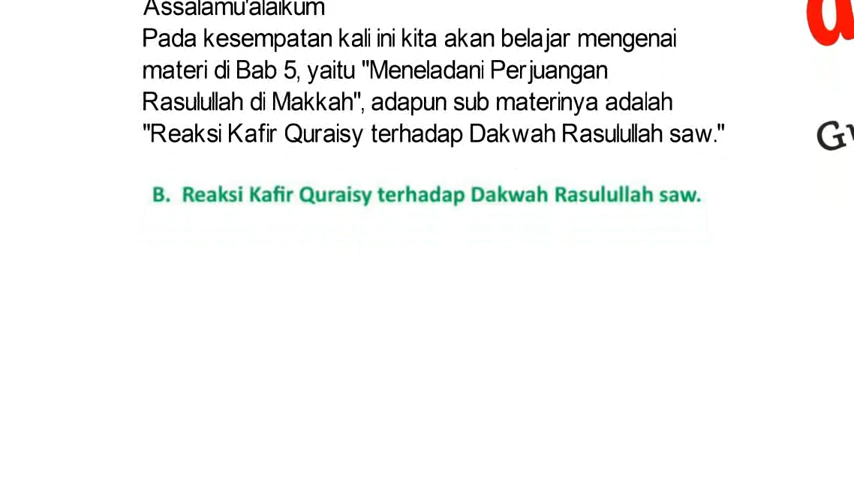 Assalamu'alaikum
Pada kesempatan kali ini kita akan belajar mengenai
materi di Bab 5, yaitu "Meneladani Perjuangan
Rasulullah di Makkah", adapun sub materinya adalah
"Reaksi Kafir Quraisy terhadap Dakwah Rasulullah saw."
B. Reaksi Kafir Quraisy terhadap Dakwah Rasulullah saw.